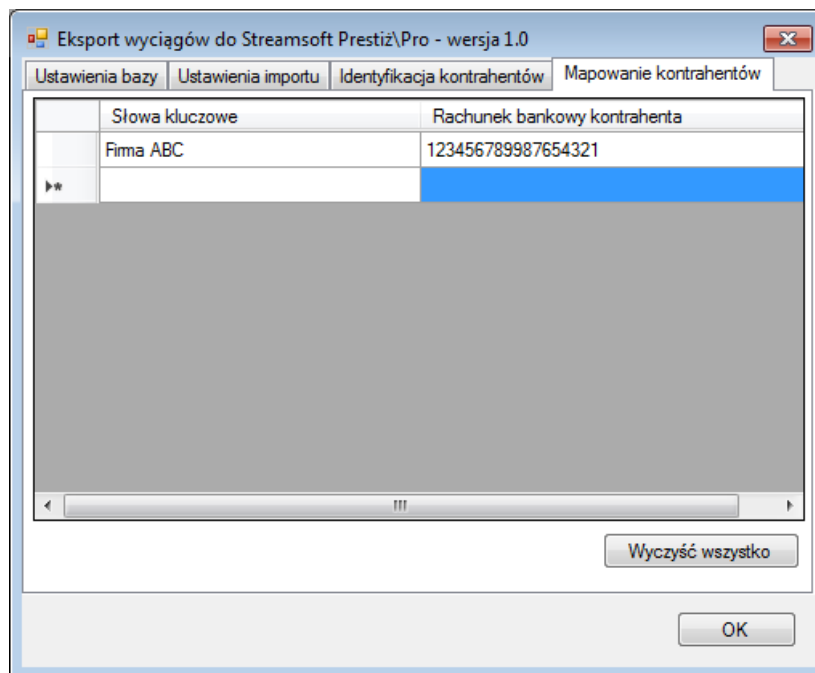 Eksport wyciągów do Streamsoft Prestiż\Pro - wersja 1.0
Ustawienia bazy Ustawienia importu Identyfikacja kontrahentów Mapowanie kontrahentów
Słowa kluczowe Rachunek bankowy kontrahenta
Firma ABC 123456789987654321
Wyczyść wszystko
OK